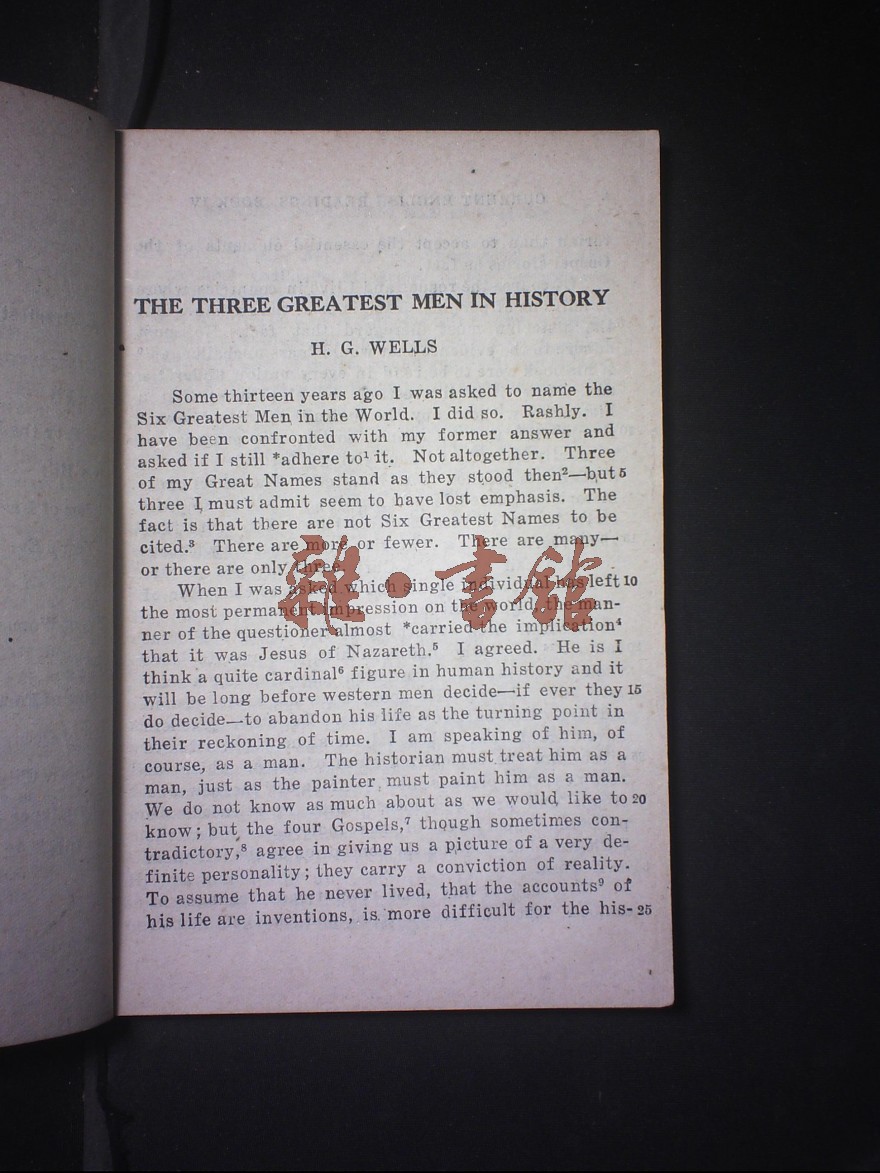 THE THREE GREATEST MEN IN HISTORY
H. G. WELLS
Some thirteen years ago I was asked to name the
Six Greatest Men in the World. I did so. Rashly. I
have been confronted with my former answer and
asked if I still *adhere to¹ it. Not altogether. Three
of my Great Names stand as they stood then²—but 5
three I must admit seem to have lost emphasis. The
fact is that there are not Six Greatest Names to be
cited.³ There are more or fewer. There are many—
or there are only three.
When I was asked which single individual has left 10
the most permanent impression on the world, the man-
ner of the questioner almost *carried the implication⁴
that it was Jesus of Nazareth.⁵ I agreed. He is I
think a quite cardinal⁶ figure in human history and it
will be long before western men decide—if ever they 15
do decide—to abandon his life as the turning point in
their reckoning of time. I am speaking of him, of
course, as a man. The historian must treat him as a
man, just as the painter must paint him as a man.
We do not know as much about as we would like to 20
know; but the four Gospels,⁷ though sometimes con-
tradictory,⁸ agree in giving us a picture of a very de-
finite personality; they carry a conviction of reality.
To assume that he never lived, that the accounts⁹ of
his life are inventions, is more difficult for the his- 25
雜·書館